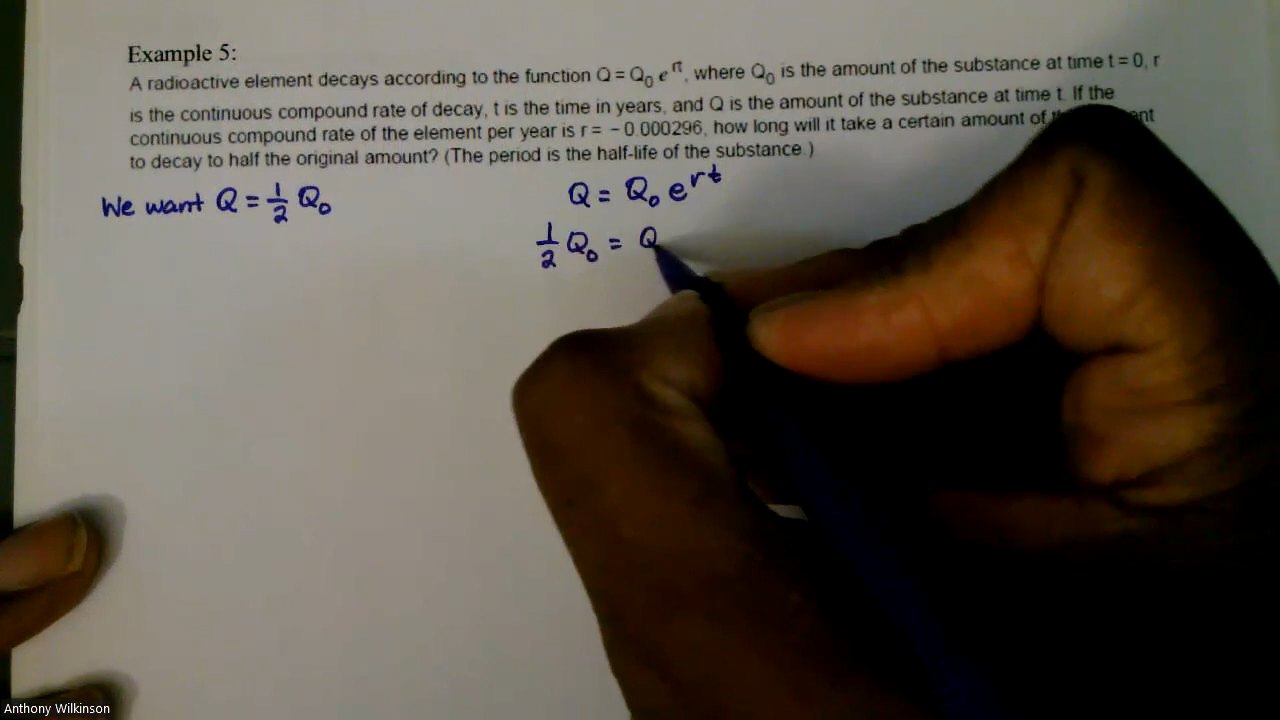 Example 5:
A radioactive element decays according to the function Q = Q₀ e^rt, where Q₀ is the amount of the substance at time t = 0, r
is the continuous compound rate of decay, t is the time in years, and Q is the amount of the substance at time t. If the
continuous compound rate of the element per year is r = − 0.000296, how long will it take a certain amount of
to decay to half the original amount? (The period is the half-life of the substance.)
We want Q = 1/2 Q₀
Q = Q₀ e^rt
1/2 Q₀ = Q
Anthony Wilkinson